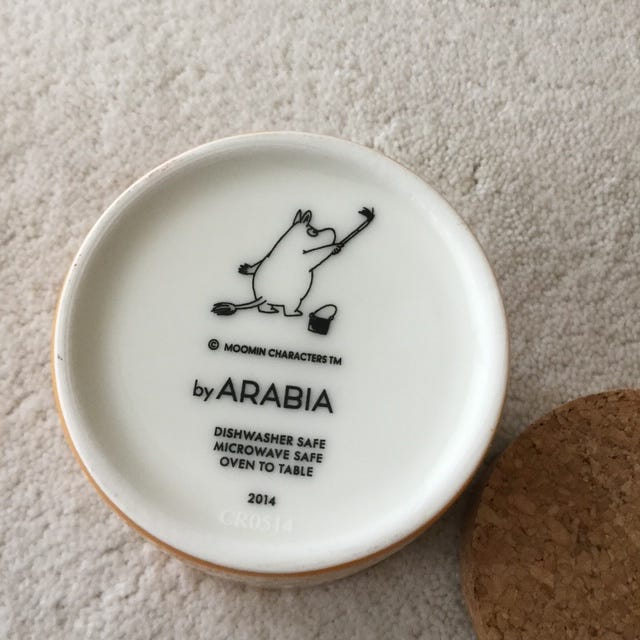 © MOOMIN CHARACTERS TM
by ARABIA
DISHWASHER SAFE
MICROWAVE SAFE
OVEN TO TABLE
2014